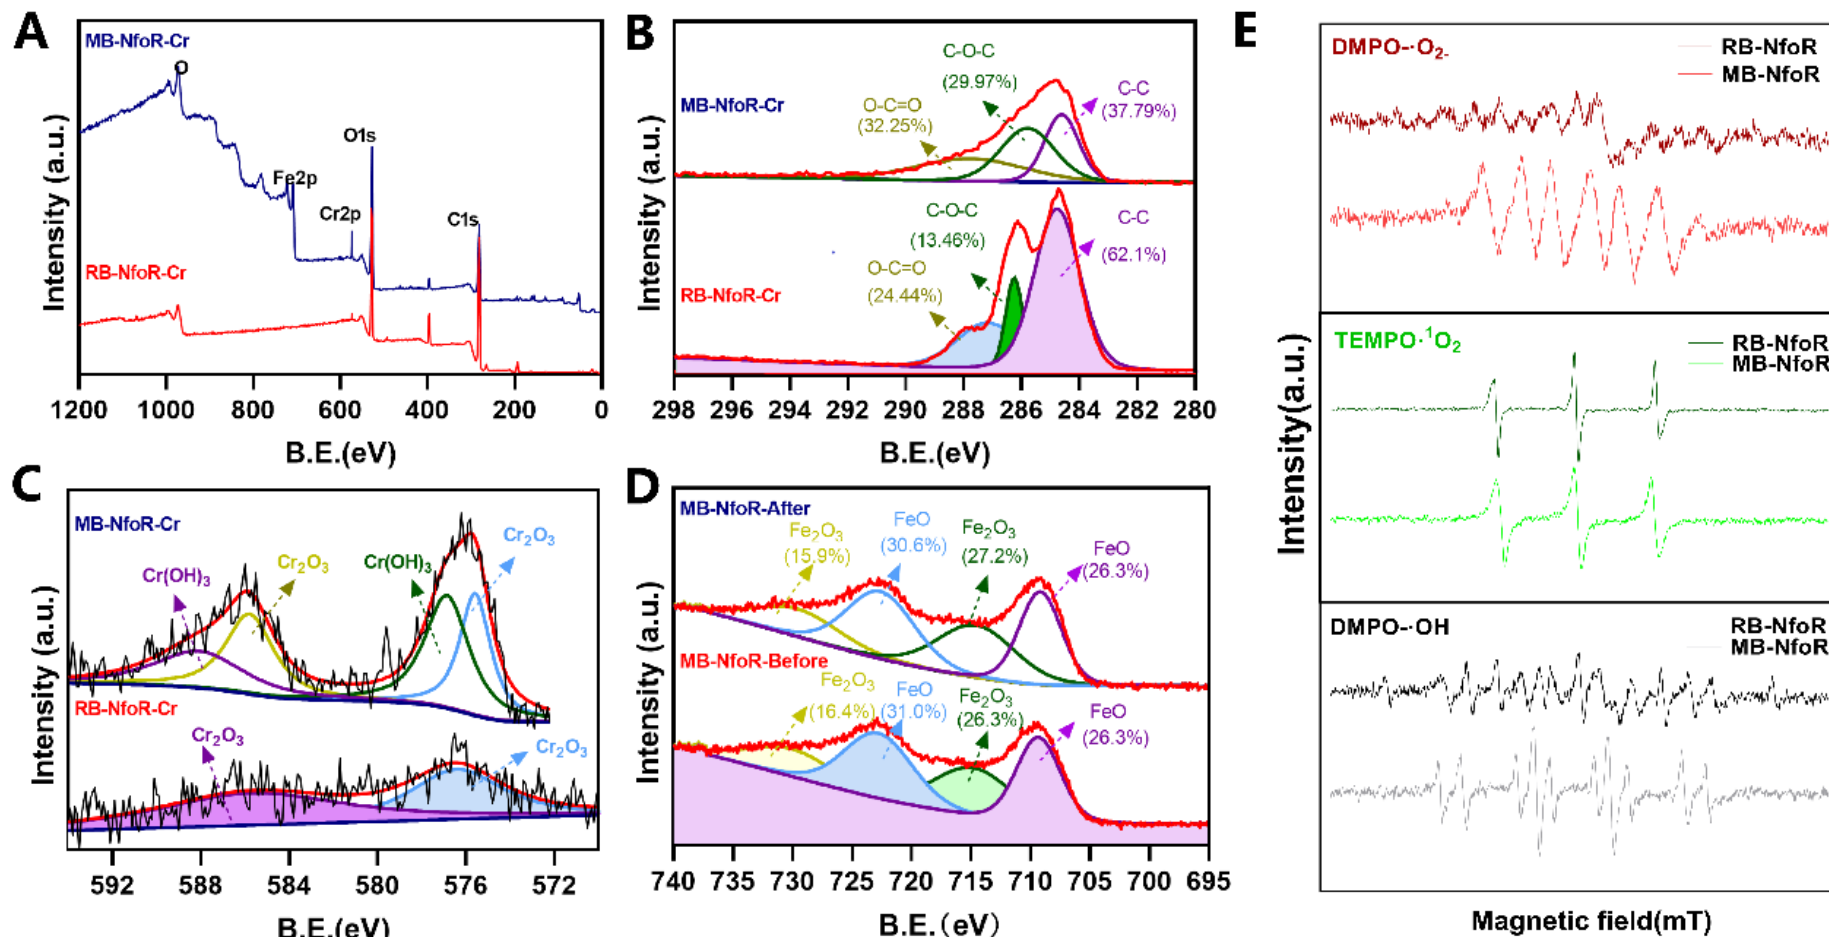 A
MB-NfoR-Cr
O
O1s
Fe2p
Cr2p
C1s
RB-NfoR-Cr
Intensity (a.u.)
1200 1000 800 600 400 200 0
B.E.(eV)
B
C-O-C
(29.97%)
MB-NfoR-Cr
O-C=O
(32.25%)
C-C
(37.79%)
C-O-C
(13.46%)
C-C
(62.1%)
O-C=O
(24.44%)
RB-NfoR-Cr
Intensity (a.u.)
298 296 294 292 290 288 286 284 282 280
B.E.(eV)
C
MB-NfoR-Cr
Cr₂O₃
Cr(OH)₃
Cr₂O₃
Cr(OH)₃
RB-NfoR-Cr
Cr₂O₃
Cr₂O₃
Intensity (a.u.)
592 588 584 580 576 572
B.E.(eV)
D
MB-NfoR-After
Fe₂O₃
(15.9%)
FeO
(30.6%)
Fe₂O₃
(27.2%)
FeO
(26.3%)
MB-NfoR-Before
Fe₂O₃
(16.4%)
FeO
(31.0%)
Fe₂O₃
(26.3%)
FeO
(26.3%)
Intensity (a.u.)
740 735 730 725 720 715 710 705 700 695
B.E.(eV)
E
DMPO-·O₂-
RB-NfoR
MB-NfoR
TEMPO·¹O₂
RB-NfoR
MB-NfoR
DMPO-·OH
RB-NfoR
MB-NfoR
Intensity(a.u.)
Magnetic field(mT)